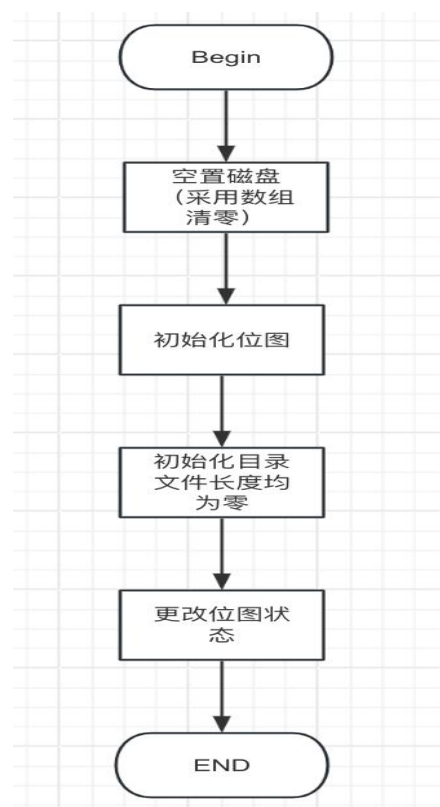 Begin
空置磁盘
（采用数组
清零）
初始化位图
初始化目录
文件长度均
为零
更改位图状
态
END